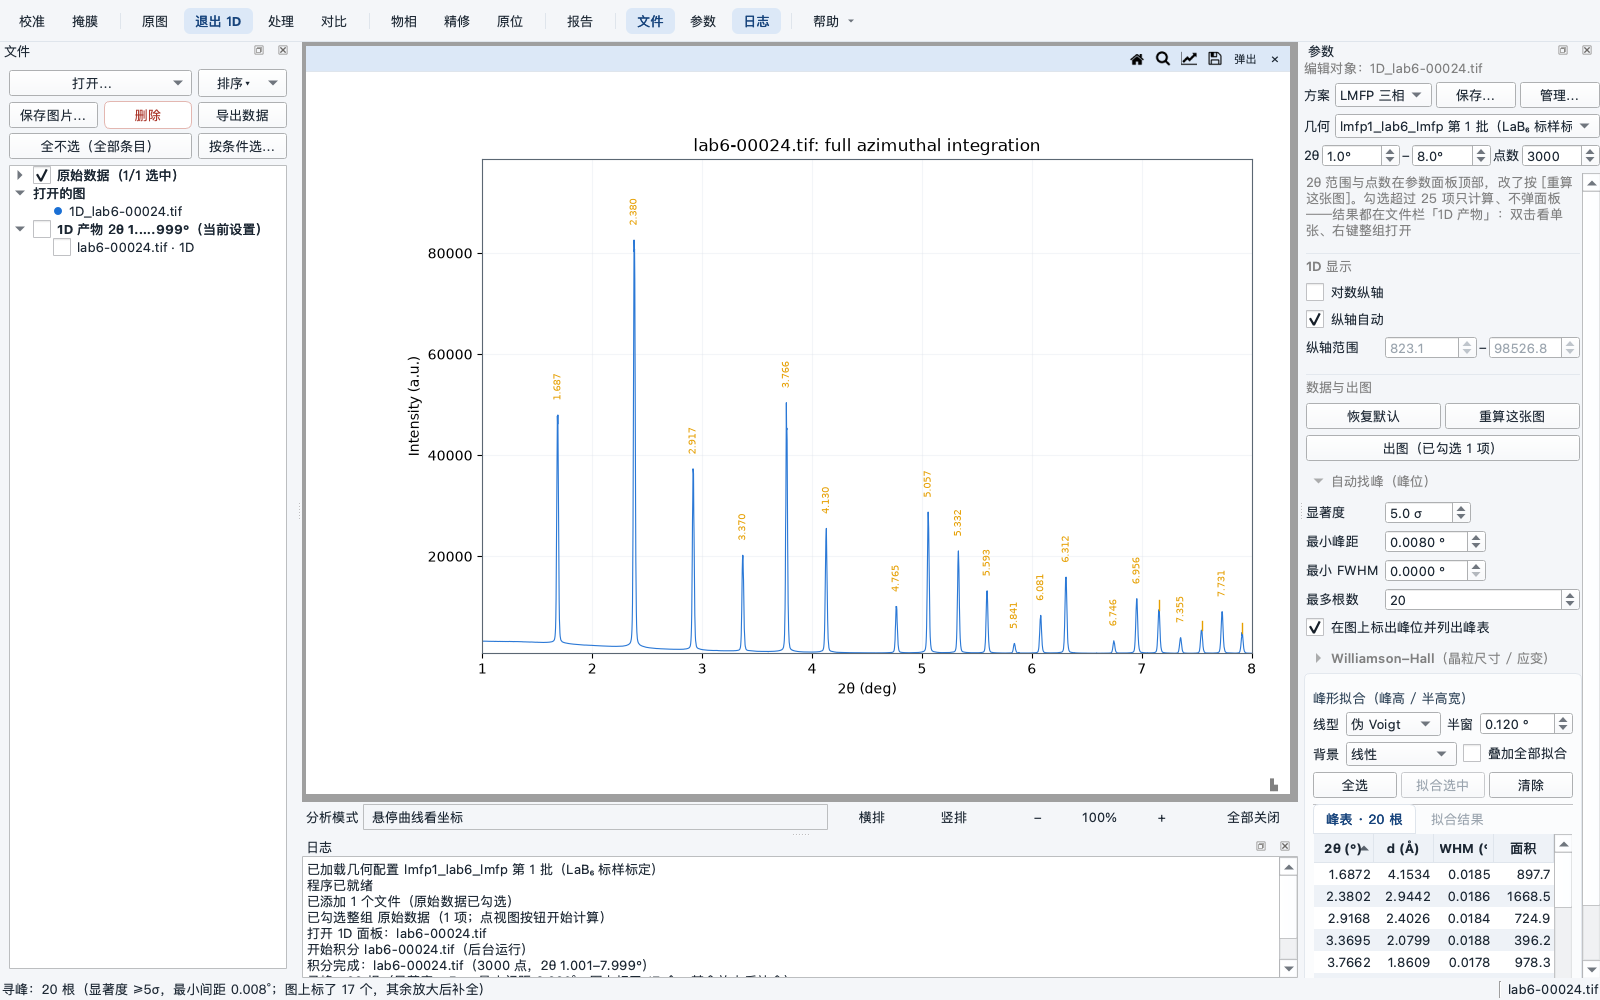 校准 掩膜 原图 退出 1D 处理 对比 物相 精修 原位 报告 文件 参数 日志 帮助
文件
打开... 排序
保存图片... 删除 导出数据
全不选（全部条目） 按条件选...
原始数据（1/1 选中）
打开的图
1D_lab6-00024.tif
1D 产物 2θ 1.....999°（当前设置）
lab6-00024.tif · 1D
弹出 ×
lab6-00024.tif: full azimuthal integration
Intensity (a.u.)
80000
60000
40000
20000
1.687
2.380
2.917
3.370
3.766
4.130
4.765
5.057
5.332
5.593
5.841
6.081
6.312
6.746
6.956
7.355
7.731
1 2 3 4 5 6 7 8
2θ (deg)
分析模式 悬停曲线看坐标 横排 竖排 − 100% + 全部关闭
日志
已加载几何配置 lmfp1_lab6_lmfp 第 1 批（LaB₆ 标样标定）
程序已就绪
已添加 1 个文件（原始数据已勾选）
已勾选整组 原始数据（1 项；点视图按钮开始计算）
打开 1D 面板：lab6-00024.tif
开始积分 lab6-00024.tif（后台运行）
积分完成：lab6-00024.tif（3000 点，2θ 1.001–7.999°）
寻峰：20 根（显著度 ≥5σ，最小间距 0.008°；图上标了 17 个，其余放大后补全）
lab6-00024.tif
参数
编辑对象：1D_lab6-00024.tif
方案 LMFP 三相 保存... 管理...
几何 lmfp1_lab6_lmfp 第 1 批（LaB₆ 标样标
2θ 1.0° – 8.0° 点数 3000
2θ 范围与点数在参数面板顶部，改了按 [重算
这张图]。勾选超过 25 项只计算、不弹面板
——结果都在文件栏「1D 产物」：双击看单
张、右键整组打开
1D 显示
对数纵轴
纵轴自动
纵轴范围 823.1 – 98526.8
数据与出图
恢复默认 重算这张图
出图（已勾选 1 项）
自动找峰（峰位）
显著度 5.0 σ
最小峰距 0.0080 °
最小 FWHM 0.0000 °
最多根数 20
在图上标出峰位并列出峰表
Williamson–Hall（晶粒尺寸 / 应变）
峰形拟合（峰高 / 半高宽）
线型 伪 Voigt 半窗 0.120 °
背景 线性 叠加全部拟合
全选 拟合选中 清除
峰表 · 20 根 拟合结果
2θ (°) d (Å) WHM (° 面积
1.6872 4.1534 0.0185 897.7
2.3802 2.9442 0.0186 1668.5
2.9168 2.4026 0.0184 724.9
3.3695 2.0799 0.0188 396.2
3.7662 1.8609 0.0178 978.3